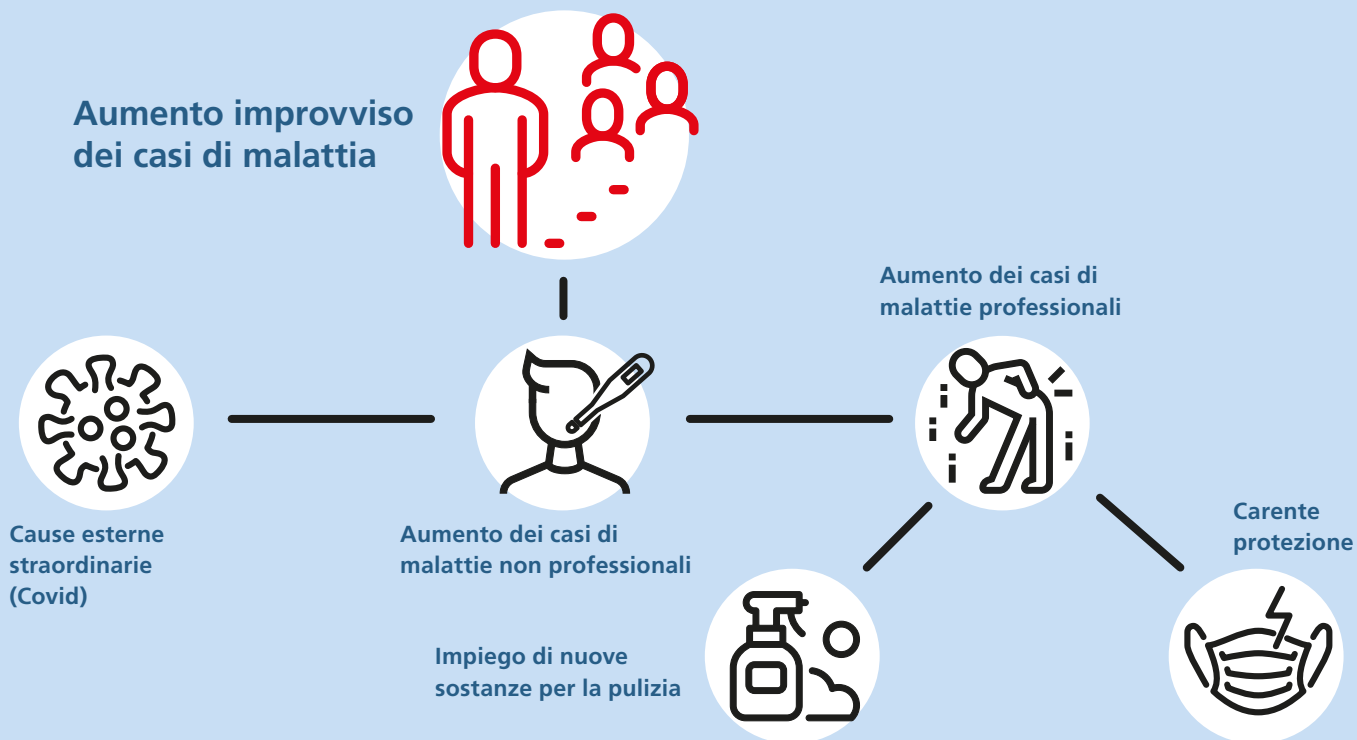 Aumento improvviso
dei casi di malattia
Aumento dei casi di
malattie professionali
Cause esterne
straordinarie
(Covid)
Aumento dei casi di
malattie non professionali
Carente
protezione
Impiego di nuove
sostanze per la pulizia